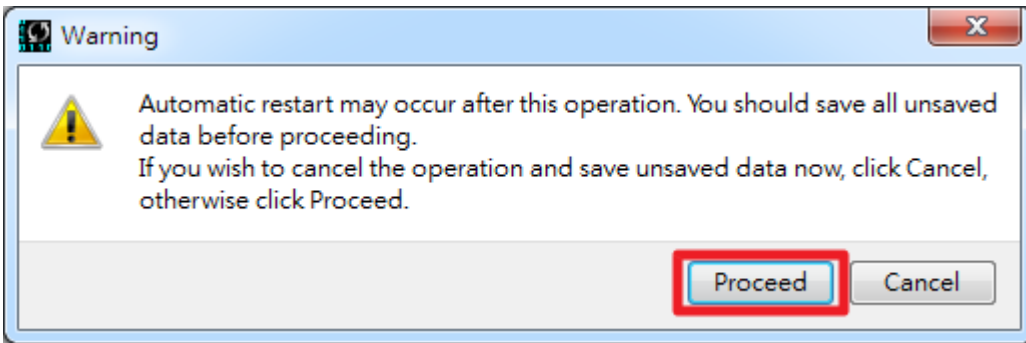 Warning
Automatic restart may occur after this operation. You should save all unsaved
data before proceeding.
If you wish to cancel the operation and save unsaved data now, click Cancel,
otherwise click Proceed.
Proceed Cancel